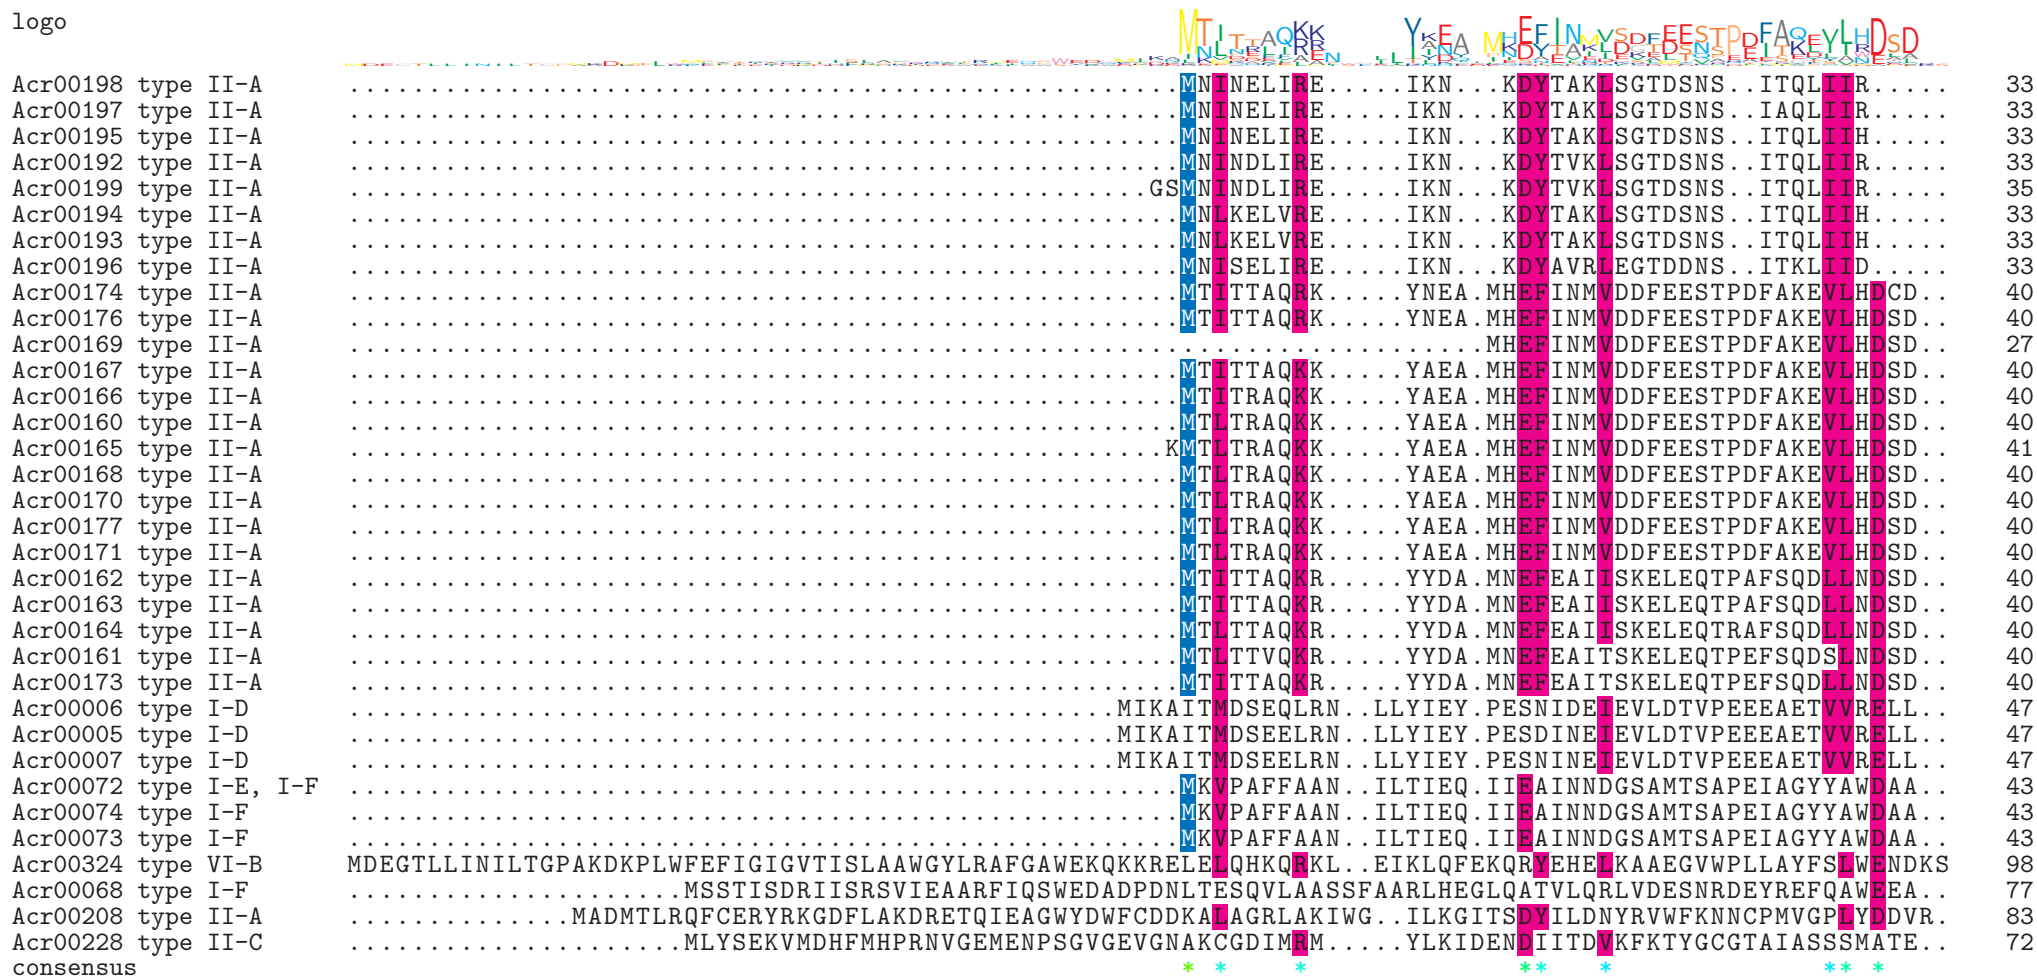 logo
Acr00198 type II-A ....................................................MNINELIRE.....IKN...KDYTAKLSGTDSNS..ITQLIIR..... 33
Acr00197 type II-A ....................................................MNINELIRE.....IKN...KDYTAKLSGTDSNS..IAQLIIR..... 33
Acr00195 type II-A ....................................................MNINELIRE.....IKN...KDYTAKLSGTDSNS..ITQLIIH..... 33
Acr00192 type II-A ....................................................MNINDLIRE.....IKN...KDYTVKLSGTDSNS..ITQLIIR..... 33
Acr00199 type II-A ..................................................GSMNINDLIRE.....IKN...KDYTVKLSGTDSNS..ITQLIIR..... 35
Acr00194 type II-A ....................................................MNLKELVRE.....IKN...KDYTAKLSGTDSNS..ITQLIIH..... 33
Acr00193 type II-A ....................................................MNLKELVRE.....IKN...KDYTAKLSGTDSNS..ITQLIIH..... 33
Acr00196 type II-A ....................................................MNISELIRE.....IKN...KDYAVRLEGTDDNS..ITKLIID..... 33
Acr00174 type II-A ....................................................MTITTAQRK.....YNEA.MHEFINMVDDFEESTPDFAKEVLHDCD.. 40
Acr00176 type II-A ....................................................MTITTAQRK.....YNEA.MHEFINMVDDFEESTPDFAKEVLHDSD.. 40
Acr00169 type II-A .......................................................................MHEFINMVDDFEESTPDFAKEVLHDSD.. 27
Acr00167 type II-A ....................................................MTITTAQKK.....YAEA.MHEFINMVDDFEESTPDFAKEVLHDSD.. 40
Acr00166 type II-A ....................................................MTITRAQKK.....YAEA.MHEFINMVDDFEESTPDFAKEVLHDSD.. 40
Acr00160 type II-A ....................................................MTLTRAQKK.....YAEA.MHEFINMVDDFEESTPDFAKEVLHDSD.. 40
Acr00165 type II-A ...................................................KMTLTRAQKK.....YAEA.MHEFINMVDDFEESTPDFAKEVLHDSD.. 41
Acr00168 type II-A ....................................................MTLTRAQKK.....YAEA.MHEFINMVDDFEESTPDFAKEVLHDSD.. 40
Acr00170 type II-A ....................................................MTLTRAQKK.....YAEA.MHEFINMVDDFEESTPDFAKEVLHDSD.. 40
Acr00177 type II-A ....................................................MTLTRAQKK.....YAEA.MHEFINMVDDFEESTPDFAKEVLHDSD.. 40
Acr00171 type II-A ....................................................MTLTRAQKK.....YAEA.MHEFINMVDDFEESTPDFAKEVLHDSD.. 40
Acr00162 type II-A ....................................................MTITTAQKR.....YYDA.MNEFEAIISKELEQTPAFSQDLLNDSD.. 40
Acr00163 type II-A ....................................................MTITTAQKR.....YYDA.MNEFEAIISKELEQTPAFSQDLLNDSD.. 40
Acr00164 type II-A ....................................................MTLTTAQKR.....YYDA.MNEFEAIISKELEQTRAFSQDLLNDSD.. 40
Acr00161 type II-A ....................................................MTLTTVQKR.....YYDA.MNEFEAITSKELEQTPEFSQDSLNDSD.. 40
Acr00173 type II-A ....................................................MTITTAQKR.....YYDA.MNEFEAITSKELEQTPEFSQDLLNDSD.. 40
Acr00006 type I-D ................................................MIKAITMDSEQLRN..LLYIEY.PESNIDEIEVLDTVPEEEAETVVRELL.. 47
Acr00005 type I-D ................................................MIKAITMDSEELRN..LLYIEY.PESDINEIEVLDTVPEEEAETVVRELL.. 47
Acr00007 type I-D ................................................MIKAITMDSEELRN..LLYIEY.PESNINEIEVLDTVPEEEAETVVRELL.. 47
Acr00072 type I-E, I-F ....................................................MKVPAFFAAN..ILTIEQ.IIEAINNDGSAMTSAPEIAGYYAWDAA.. 43
Acr00074 type I-F ....................................................MKVPAFFAAN..ILTIEQ.IIEAINNDGSAMTSAPEIAGYYAWDAA.. 43
Acr00073 type I-F ....................................................MKVPAFFAAN..ILTIEQ.IIEAINNDGSAMTSAPEIAGYYAWDAA.. 43
Acr00324 type VI-B MDEGTLLINILTGPAKDKPLWFEFIGIGVTISLAAWGYLRAFGAWEKQKKRELELQHKQRKL..EIKLQFEKQRYEHELKAAEGVWPLLAYFSLWENDKS 98
Acr00068 type I-F .....................MSSTISDRIISRSVIEAARFIQSWEDADPDNLTESQVLAASSFAARLHEGLQATVLQRLVDESNRDEYREFQAWEEA.. 77
Acr00208 type II-A ..............MADMTLRQFCERYRKGDFLAKDRETQIEAGWYDWFCDDKALAGRLAKIWG..ILKGITSDYILDNYRVWFKNNCPMVGPLYDDVR. 83
Acr00228 type II-C .....................MLYSEKVMDHFMHPRNVGEMENPSGVGEVGNAKCGDIMRM.....YLKIDENDIITDVKFKTYGCGTAIASSSMATE.. 72
consensus * * * ** * ** *